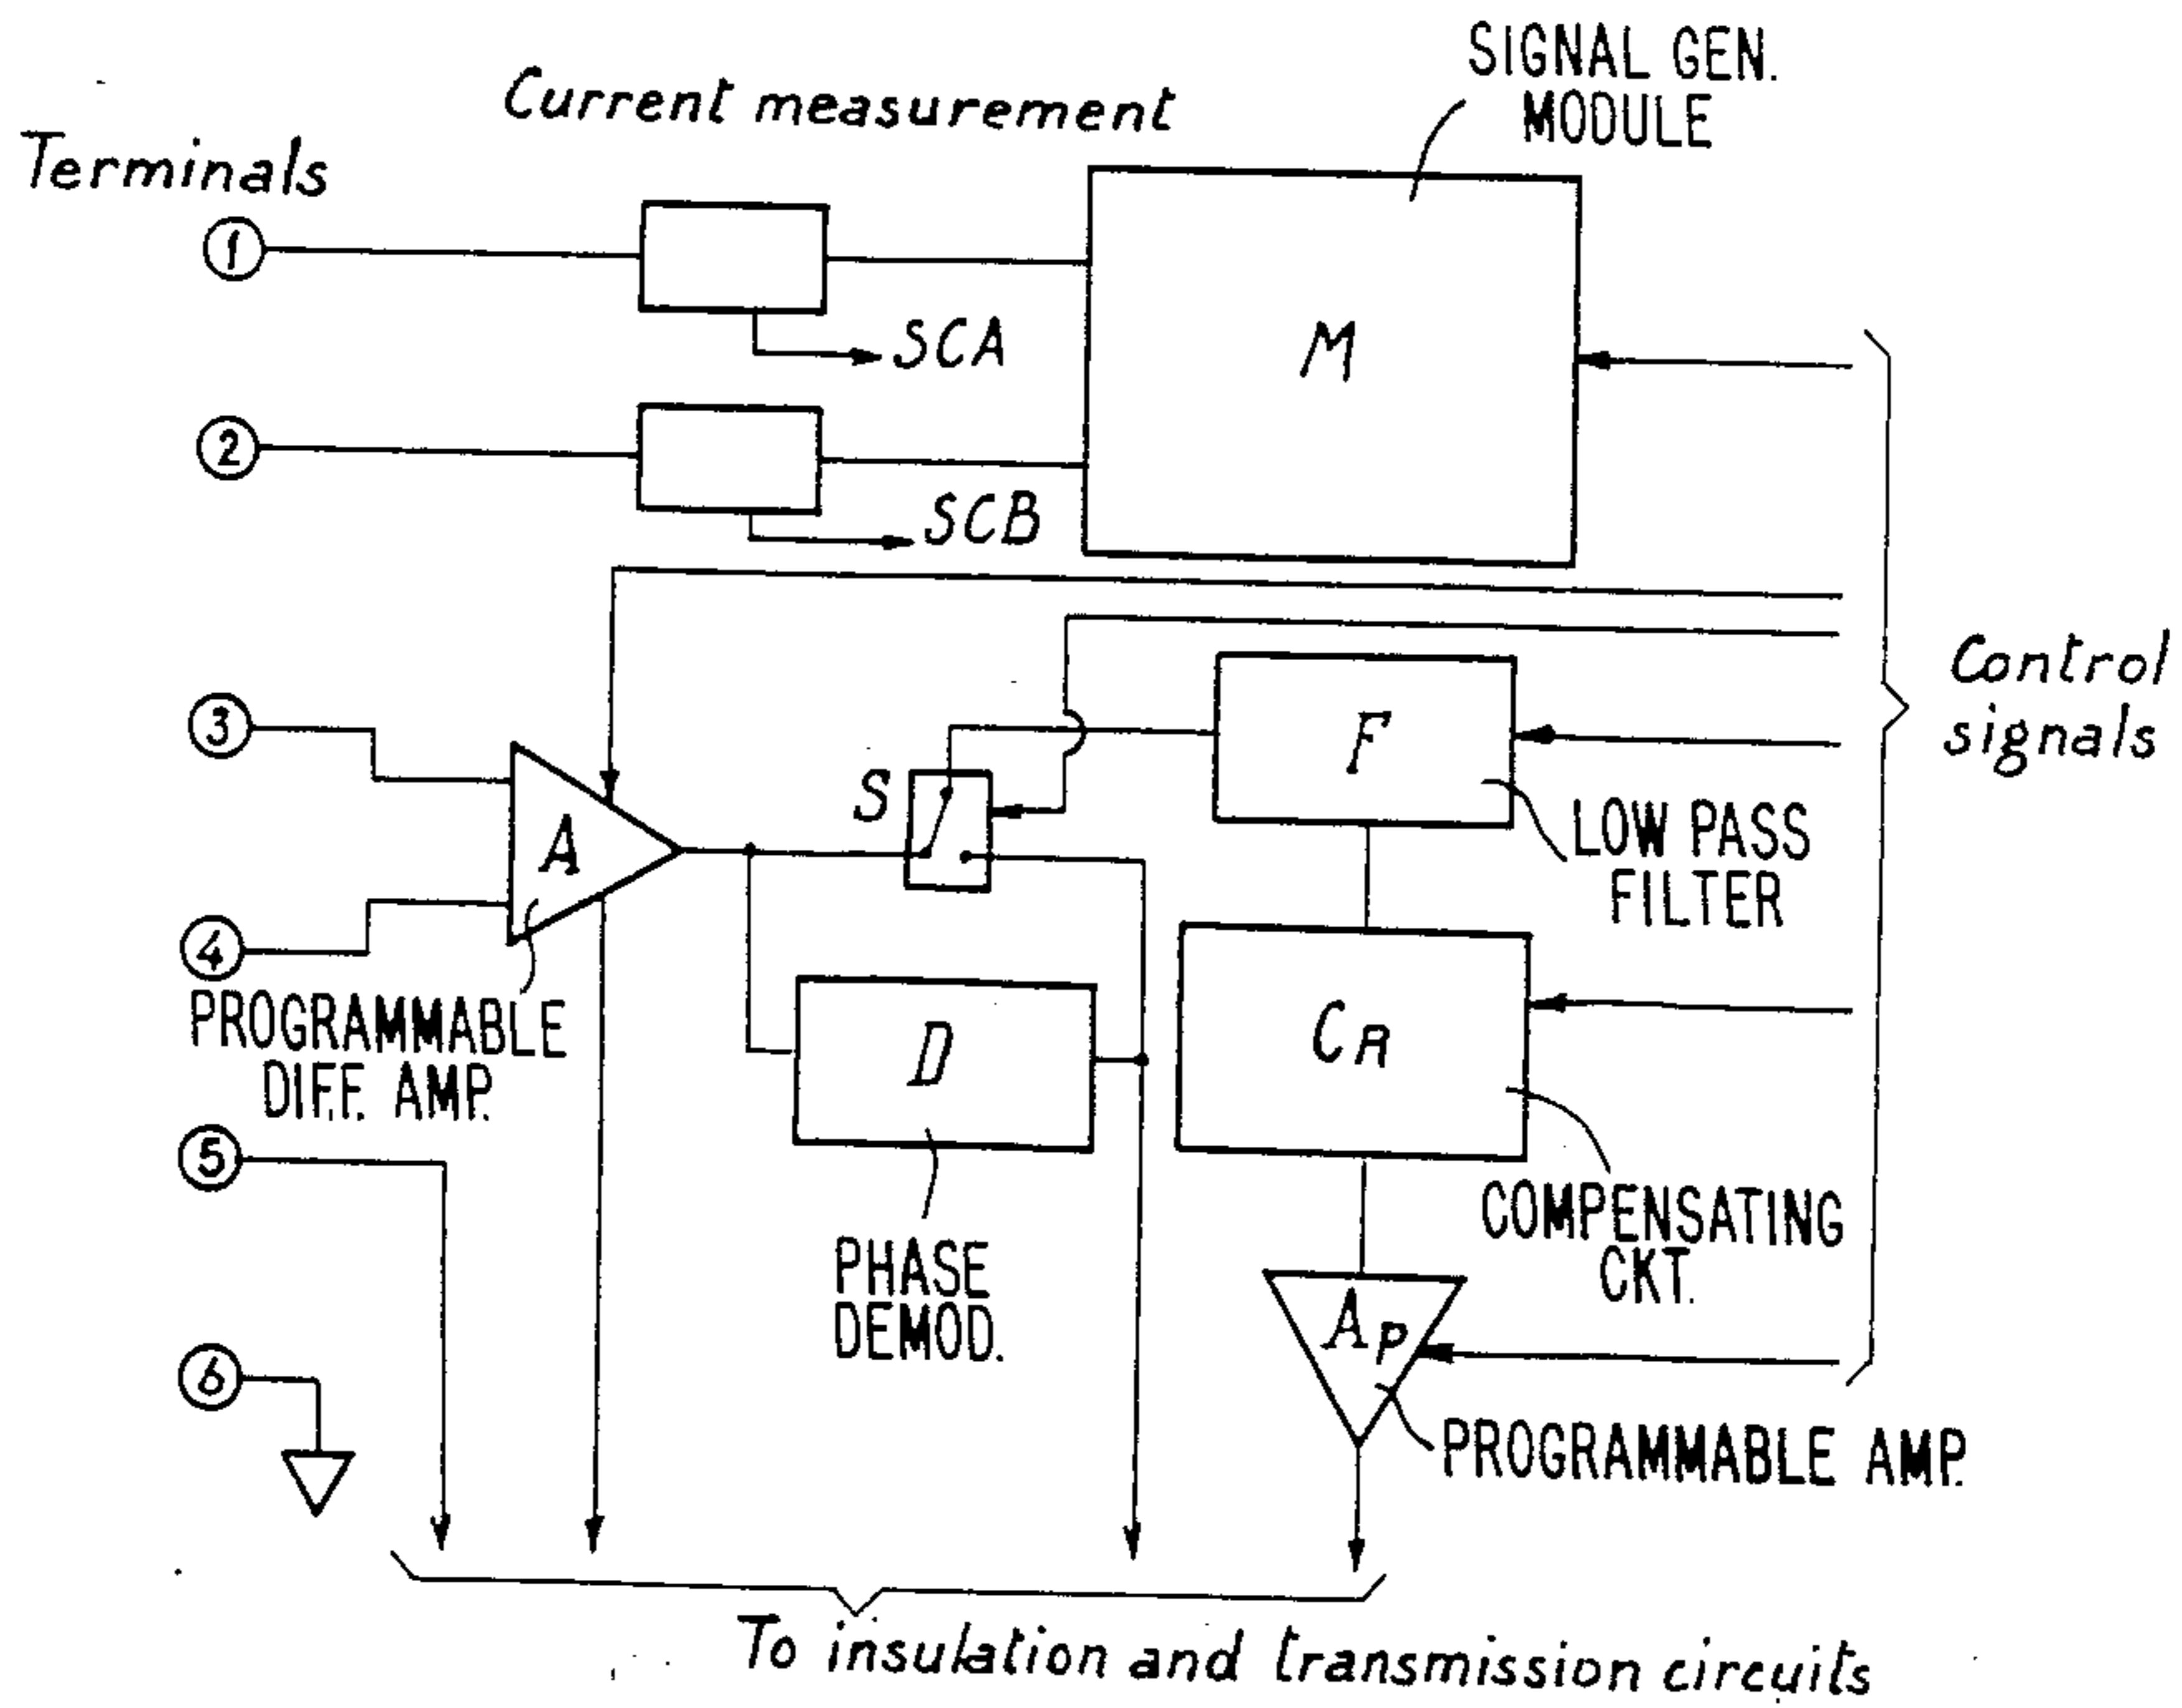 SIGNAL GEN.
MODULE
Current measurement
Terminals
1
SCA
M
2
SCB
Control
signals
3
S
F
A
LOW PASS
FILTER
4
PROGRAMMABLE
DIFF. AMP.
D
CR
5
COMPENSATING
CKT.
PHASE
DEMOD.
AP
6
PROGRAMMABLE AMP.
To insulation and transmission circuits